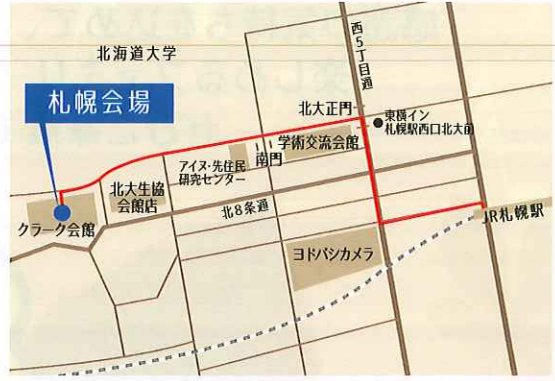 北海道大学
西5丁目通
札幌会場
北大正門
東横イン
札幌駅西口北大前
学術交流会館
南門
アイヌ・先住民
研究センター
北大生協
会館店
クラーク会館
北8条通
JR札幌駅
ヨドバシカメラ